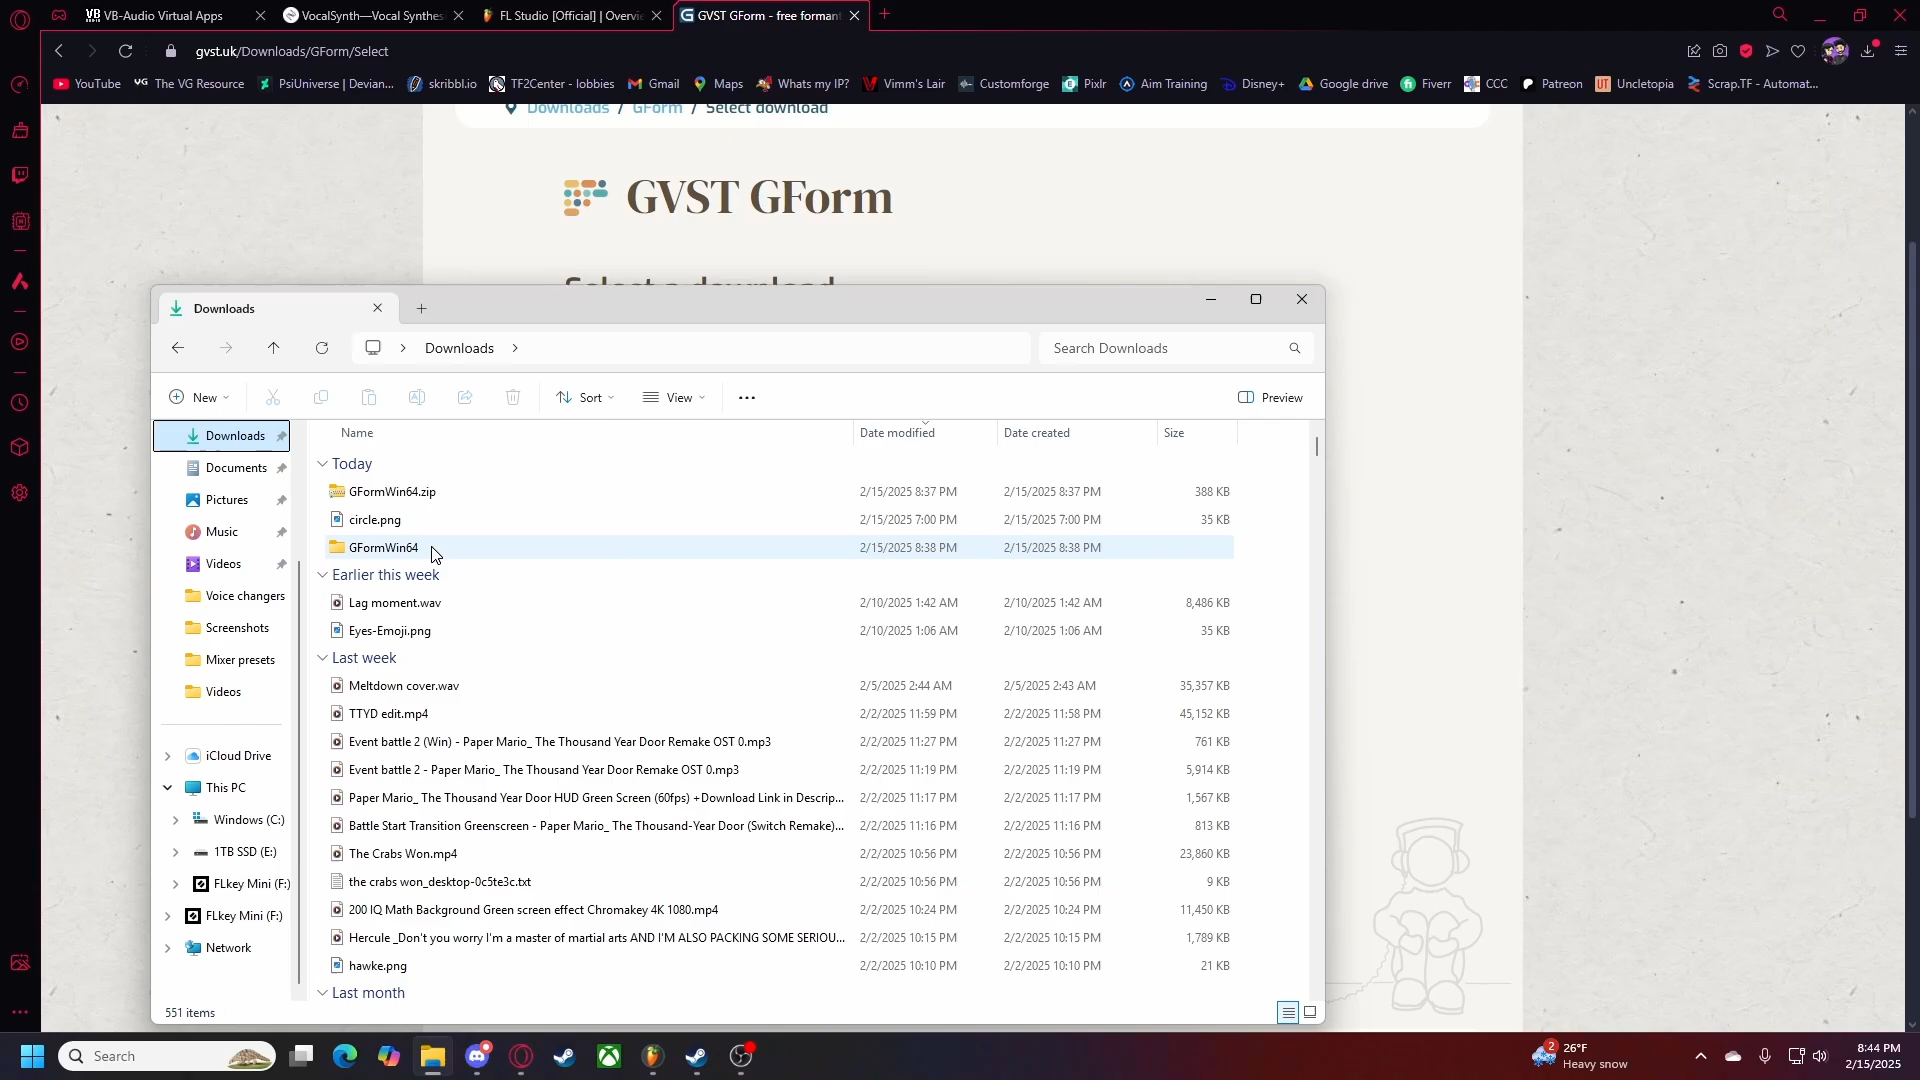 VB-Audio Virtual Apps
VocalSynth—Vocal Synthes
FL Studio [Official] | Overvie
GVST GForm - free formant
gvst.uk/Downloads/GForm/Select
YouTube
The VG Resource
PsiUniverse | Devian...
skribbl.io
TF2Center - lobbies
Gmail
Maps
Whats my IP?
Vimm's Lair
Customforge
Pixlr
Aim Training
Disney+
Google drive
Fiverr
CCC
Patreon
Uncletopia
Scrap.TF - Automat...
Downloads / GForm / Select download
GVST GForm
Select a download
Downloads
Downloads
Search Downloads
New
Sort
View
Preview
Downloads
Documents
Pictures
Music
Videos
Voice changers
Screenshots
Mixer presets
Videos
iCloud Drive
This PC
Windows (C:)
1TB SSD (E:)
FLkey Mini (F:)
FLkey Mini (F:)
Network
Name Date modified Date created Size
Today
GFormWin64.zip 2/15/2025 8:37 PM 2/15/2025 8:37 PM 388 KB
circle.png 2/15/2025 7:00 PM 2/15/2025 7:00 PM 35 KB
GFormWin64 2/15/2025 8:38 PM 2/15/2025 8:38 PM
Earlier this week
Lag moment.wav 2/10/2025 1:42 AM 2/10/2025 1:42 AM 8,486 KB
Eyes-Emoji.png 2/10/2025 1:06 AM 2/10/2025 1:06 AM 35 KB
Last week
Meltdown cover.wav 2/5/2025 2:44 AM 2/5/2025 2:43 AM 35,357 KB
TTYD edit.mp4 2/2/2025 11:59 PM 2/2/2025 11:58 PM 45,152 KB
Event battle 2 (Win) - Paper Mario_ The Thousand Year Door Remake OST 0.mp3 2/2/2025 11:27 PM 2/2/2025 11:27 PM 761 KB
Event battle 2 - Paper Mario_ The Thousand Year Door Remake OST 0.mp3 2/2/2025 11:19 PM 2/2/2025 11:19 PM 5,914 KB
Paper Mario_ The Thousand Year Door HUD Green Screen (60fps) +Download Link in Descrip... 2/2/2025 11:17 PM 2/2/2025 11:17 PM 1,567 KB
Battle Start Transition Greenscreen - Paper Mario_ The Thousand-Year Door (Switch Remake)... 2/2/2025 11:16 PM 2/2/2025 11:16 PM 813 KB
The Crabs Won.mp4 2/2/2025 10:56 PM 2/2/2025 10:56 PM 23,860 KB
the crabs won_desktop-0c5te3c.txt 2/2/2025 10:56 PM 2/2/2025 10:56 PM 9 KB
200 IQ Math Background Green screen effect Chromakey 4K 1080.mp4 2/2/2025 10:24 PM 2/2/2025 10:24 PM 11,450 KB
Hercule _Don't you worry I'm a master of martial arts AND I'M ALSO PACKING SOME SERIOU... 2/2/2025 10:15 PM 2/2/2025 10:15 PM 1,789 KB
hawke.png 2/2/2025 10:10 PM 2/2/2025 10:10 PM 21 KB
Last month
551 items
Search
2
26°F
Heavy snow
8:44 PM
2/15/2025